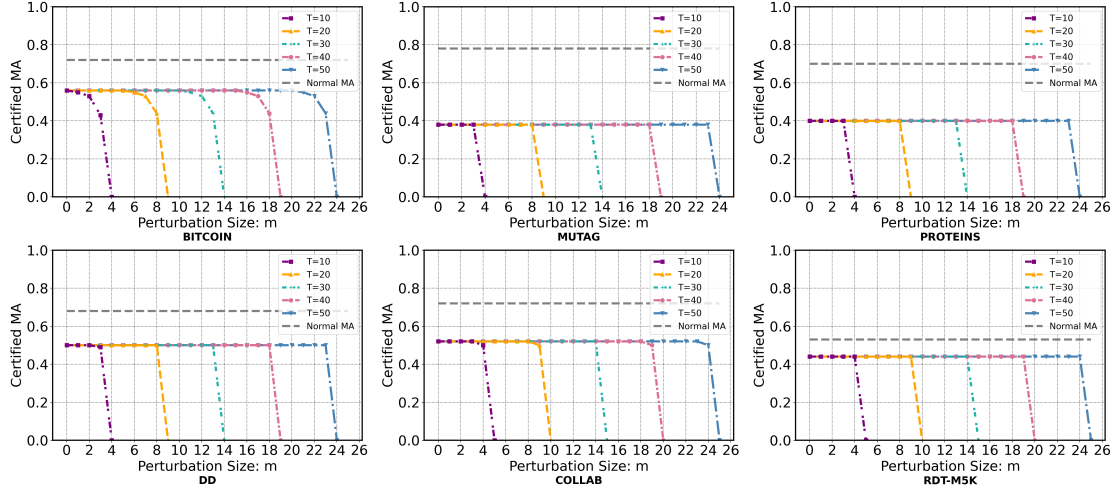 Certified MA
1.0
0.8
0.6
0.4
0.2
0.0
T=10
T=20
T=30
T=40
T=50
Normal MA
0 2 4 6 8 10 12 14 16 18 20 22 24 26
Perturbation Size: m
BITCOIN
Certified MA
1.0
0.8
0.6
0.4
0.2
0.0
T=10
T=20
T=30
T=40
T=50
Normal MA
0 2 4 6 8 10 12 14 16 18 20 22 24
Perturbation Size: m
MUTAG
Certified MA
1.0
0.8
0.6
0.4
0.2
0.0
T=10
T=20
T=30
T=40
T=50
Normal MA
0 2 4 6 8 10 12 14 16 18 20 22 24 26
Perturbation Size: m
PROTEINS
Certified MA
1.0
0.8
0.6
0.4
0.2
0.0
T=10
T=20
T=30
T=40
T=50
Normal MA
0 2 4 6 8 10 12 14 16 18 20 22 24 26
Perturbation Size: m
DD
Certified MA
1.0
0.8
0.6
0.4
0.2
0.0
T=10
T=20
T=30
T=40
T=50
Normal MA
0 2 4 6 8 10 12 14 16 18 20 22 24 26
Perturbation Size: m
COLLAB
Certified MA
1.0
0.8
0.6
0.4
0.2
0.0
T=10
T=20
T=30
T=40
T=50
Normal MA
0 2 4 6 8 10 12 14 16 18 20 22 24 26
Perturbation Size: m
RDT-M5K